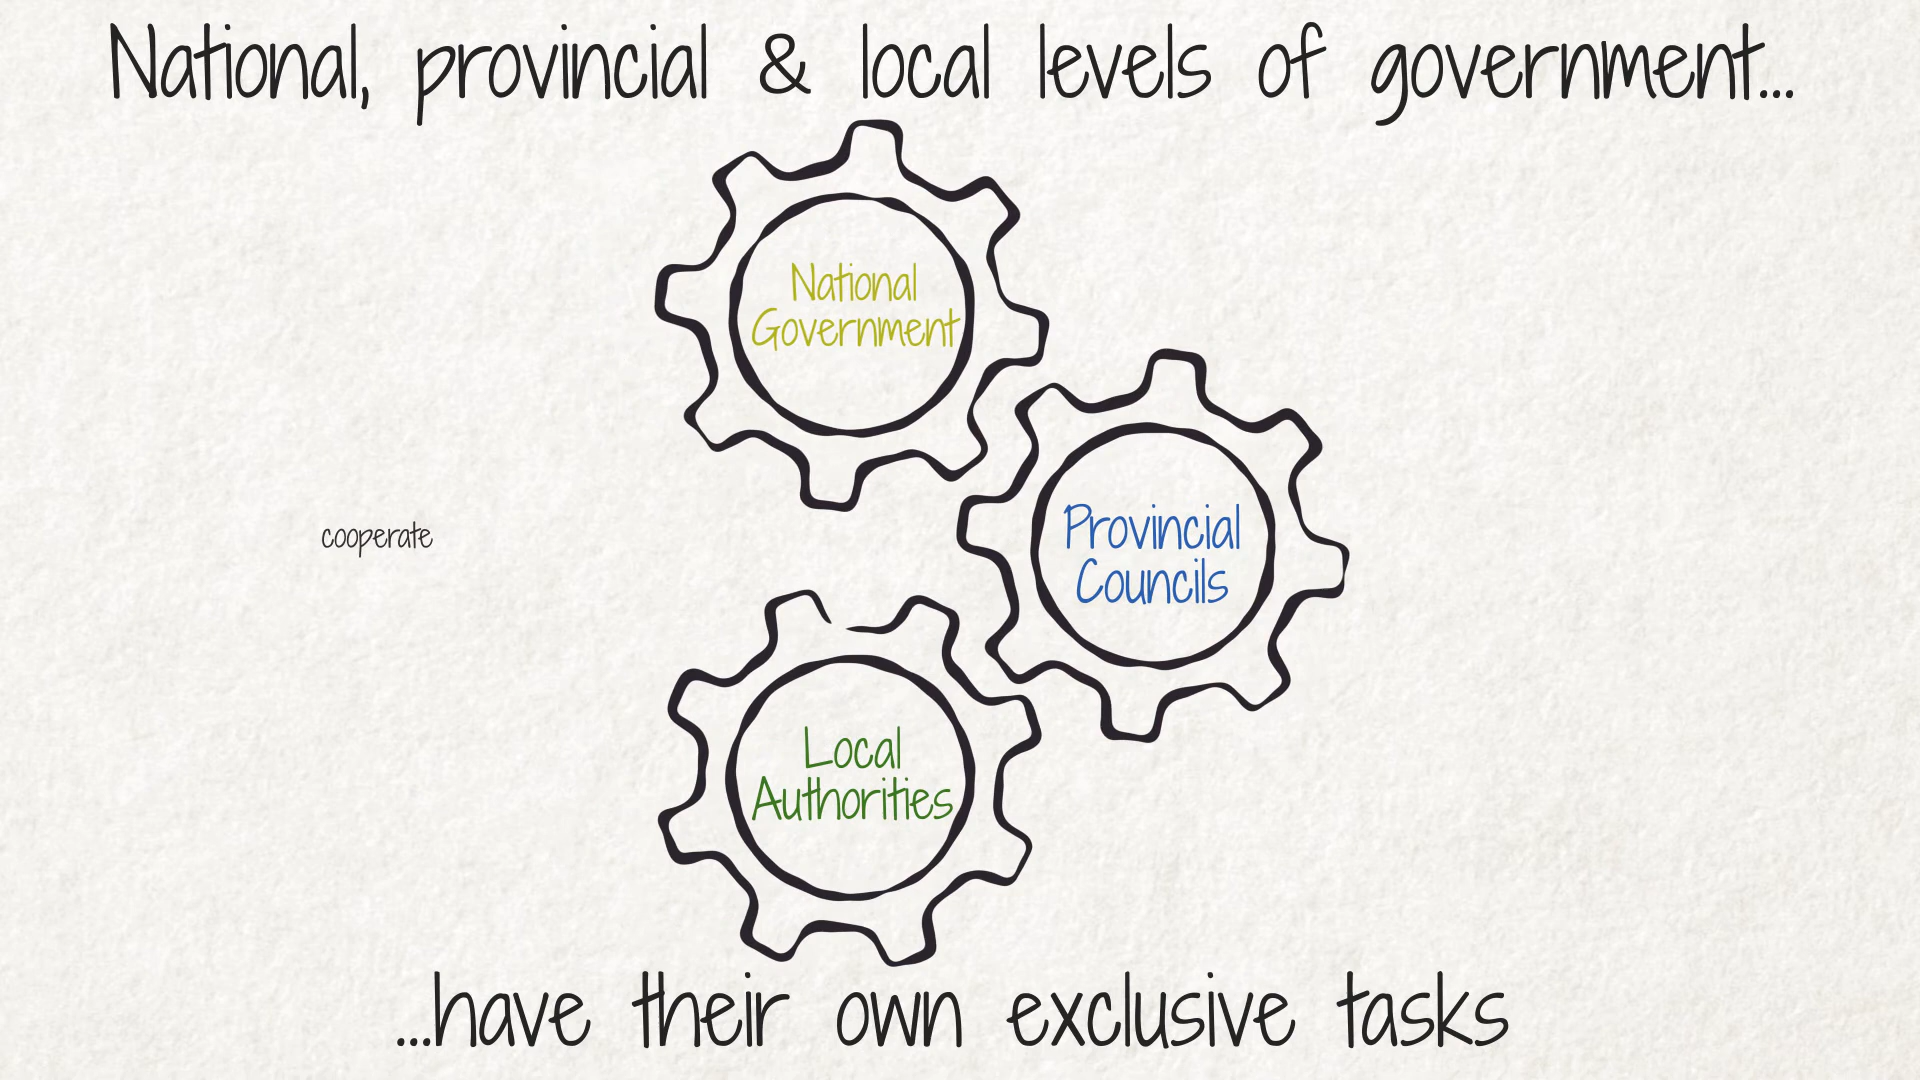 National, provincial & local levels of government...
National
Government
Provincial
Councils
cooperate
Local
Authorities
...have their own exclusive tasks